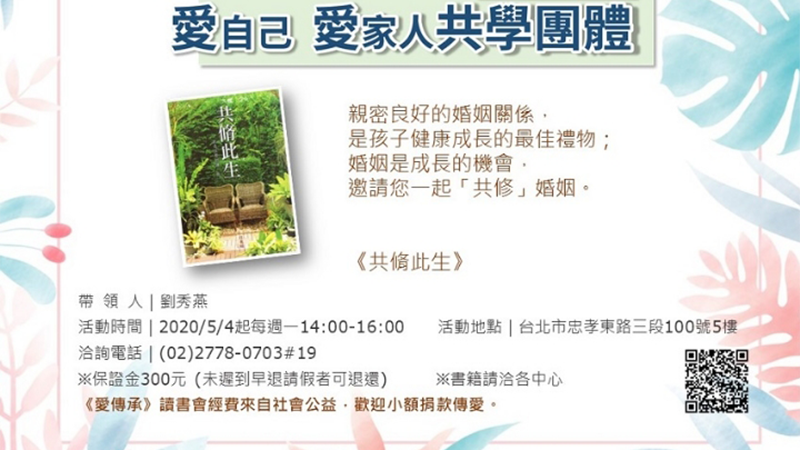 愛自己 愛家人共學團體
共脩此生
親密良好的婚姻關係，
是孩子健康成長的最佳禮物；
婚姻是成長的機會，
邀請您一起「共修」婚姻。
《共脩此生》
帶 領 人 | 劉秀燕
活動時間 | 2020/5/4起每週一14:00-16:00 活動地點 | 台北市忠孝東路三段100號5樓
洽詢電話 | (02)2778-0703#19
※保證金300元 (未遲到早退請假者可退還) ※書籍請洽各中心
《愛傳承》讀書會經費來自社會公益，歡迎小額捐款傳愛。